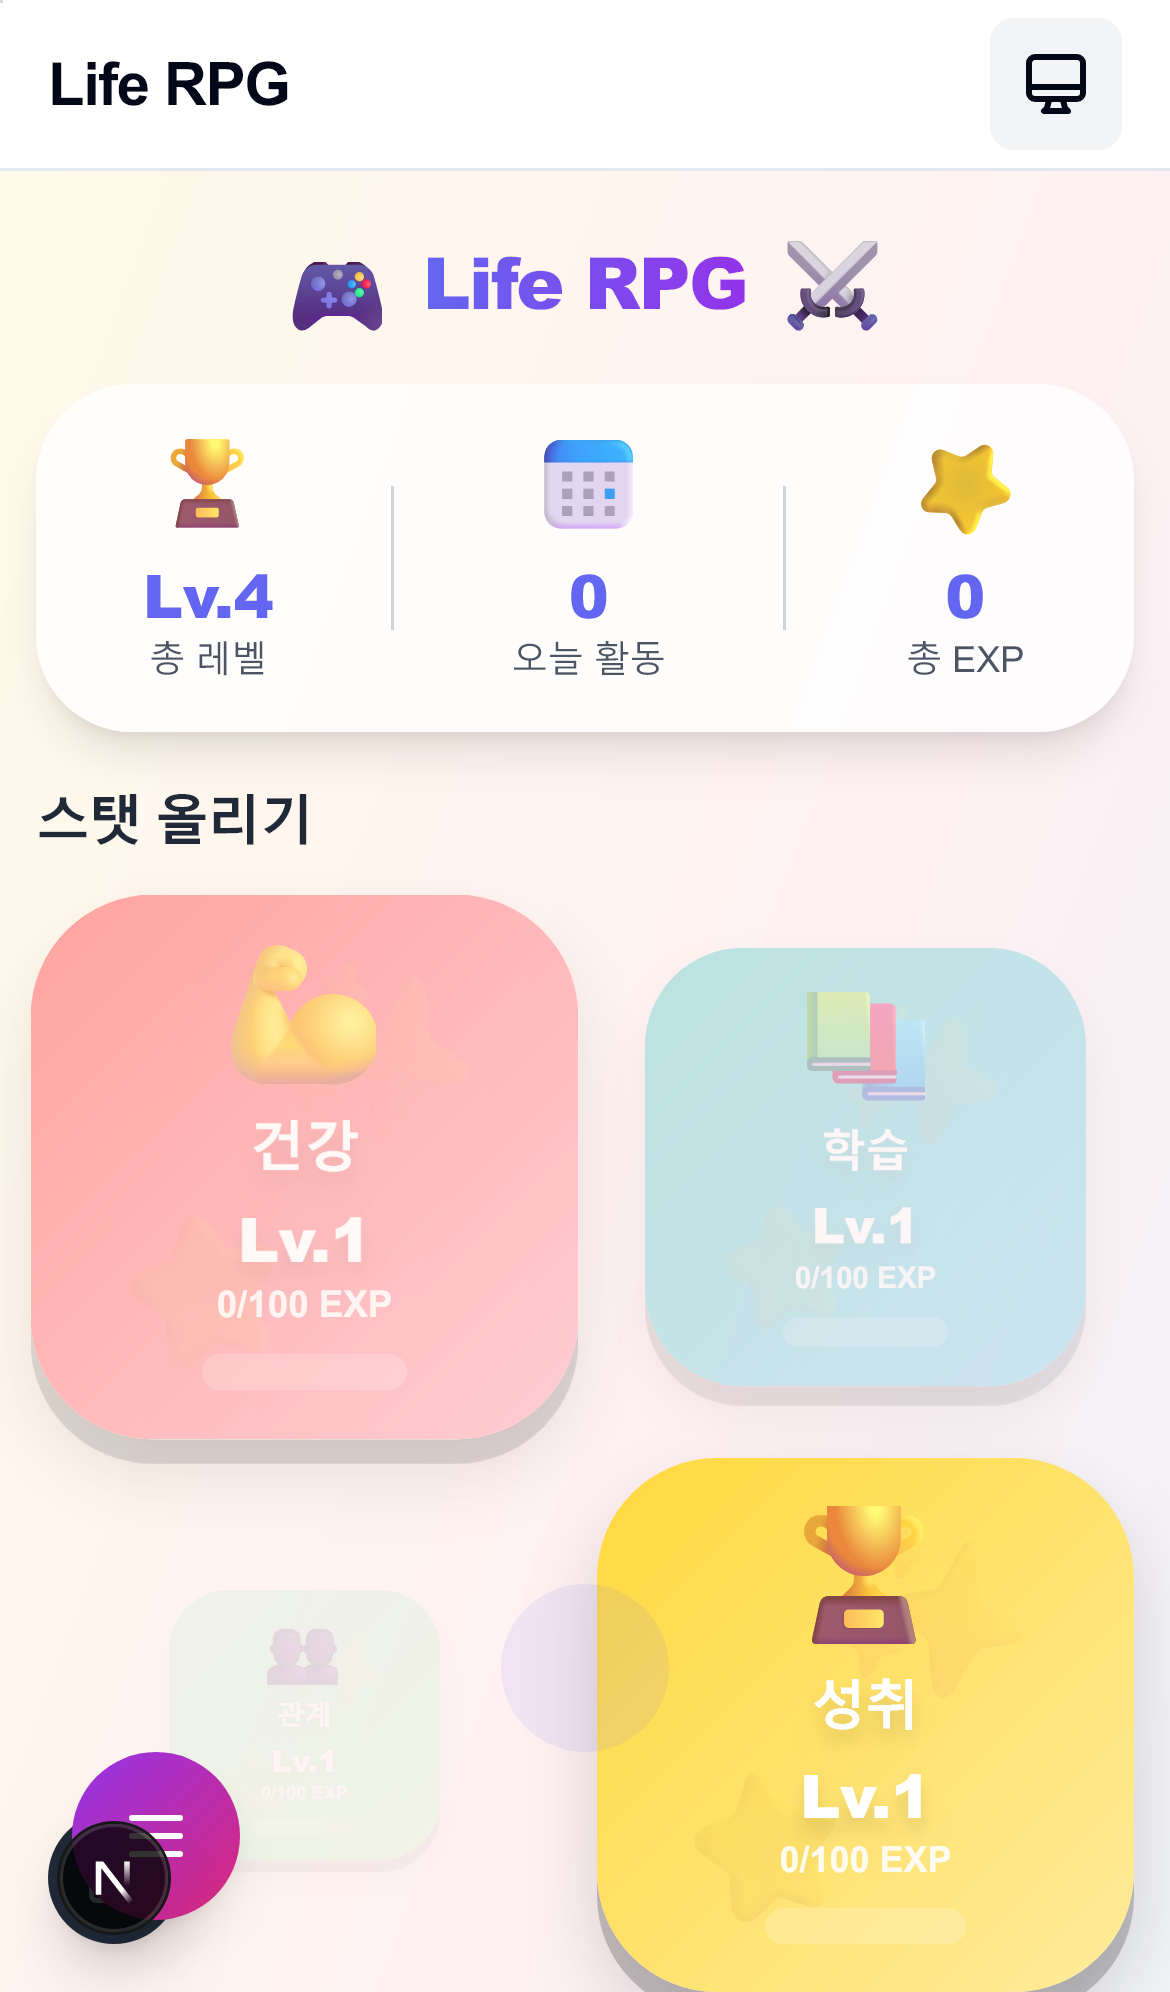 Life RPG
Life RPG
Lv.4
총 레벨
0
오늘 활동
0
총 EXP
스탯 올리기
건강
Lv.1
0/100 EXP
학습
Lv.1
0/100 EXP
관계
Lv.1
0/100 EXP
성취
Lv.1
0/100 EXP
N